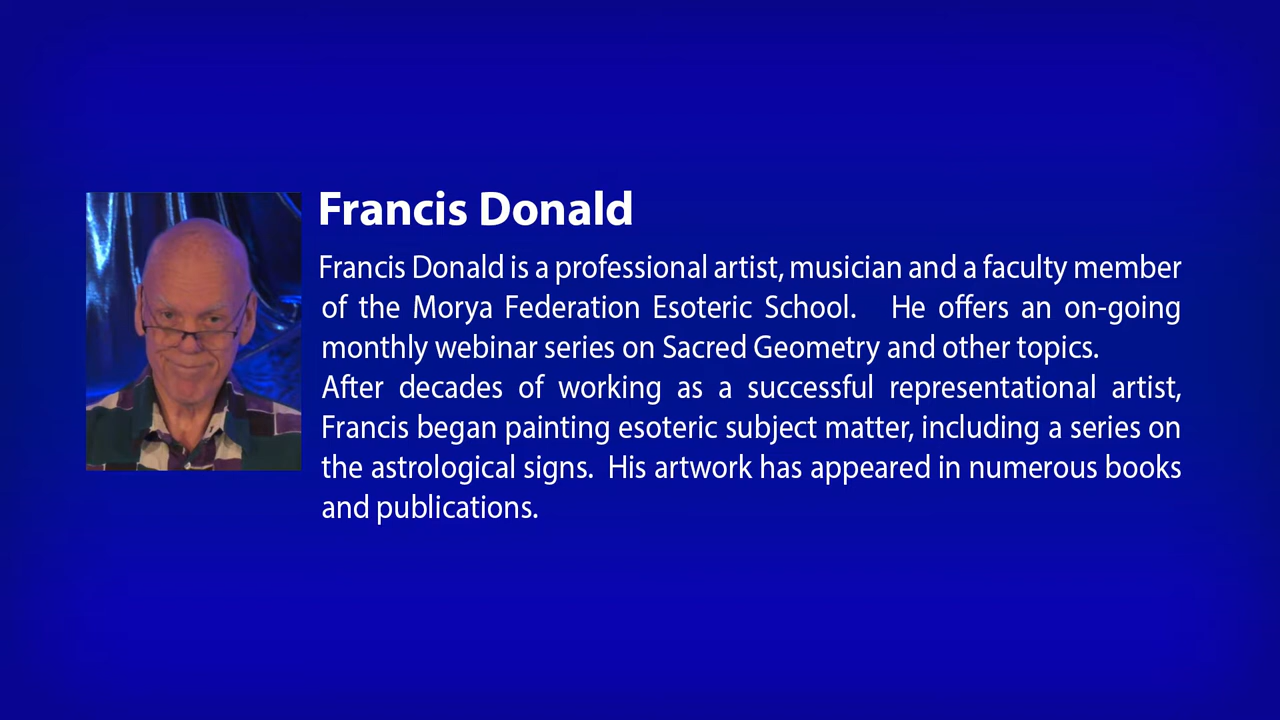 Francis Donald
Francis Donald is a professional artist, musician and a faculty member
of the Morya Federation Esoteric School. He offers an on-going
monthly webinar series on Sacred Geometry and other topics.
After decades of working as a successful representational artist,
Francis began painting esoteric subject matter, including a series on
the astrological signs. His artwork has appeared in numerous books
and publications.